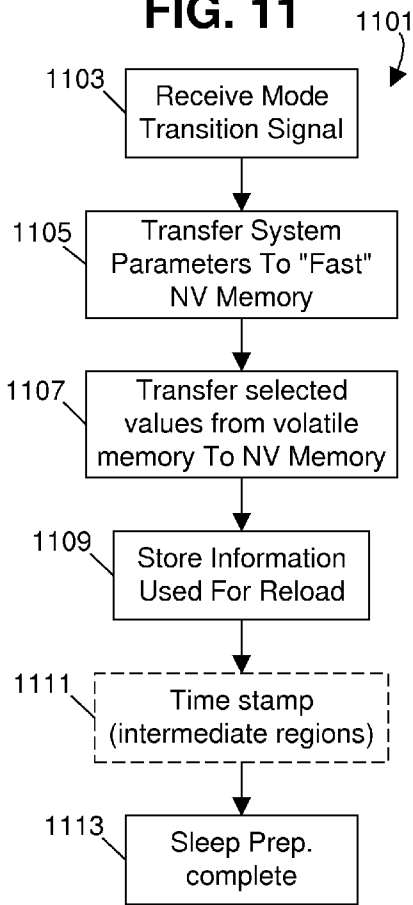 FIG. 11
1101
1103
Receive Mode
Transition Signal
1105
Transfer System
Parameters To "Fast"
NV Memory
1107
Transfer selected
values from volatile
memory To NV Memory
1109
Store Information
Used For Reload
1111
Time stamp
(intermediate regions)
1113
Sleep Prep.
complete